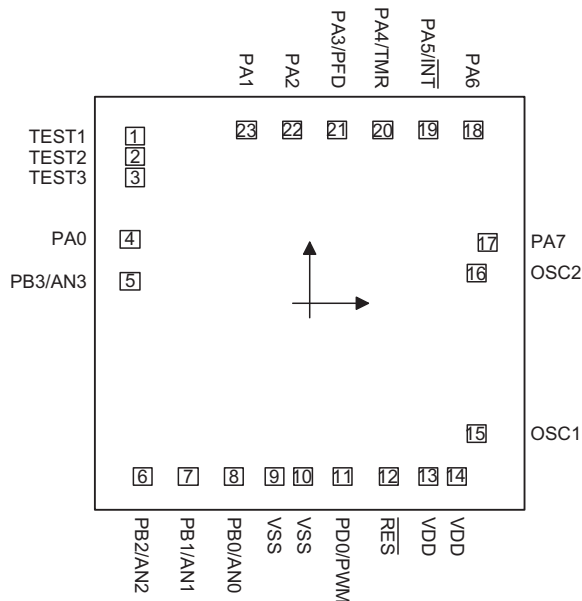 PA1
PA2
PA3/PFD
PA4/TMR
PA5/INT
PA6
23
22
21
20
19
18
TEST1
1
TEST2
2
TEST3
3
PA0
4
17
PA7
PB3/AN3
5
16
OSC2
15
OSC1
6
7
8
9
10
11
12
13
14
PB2/AN2
PB1/AN1
PB0/AN0
VSS
VSS
PD0/PWM
RES
VDD
VDD